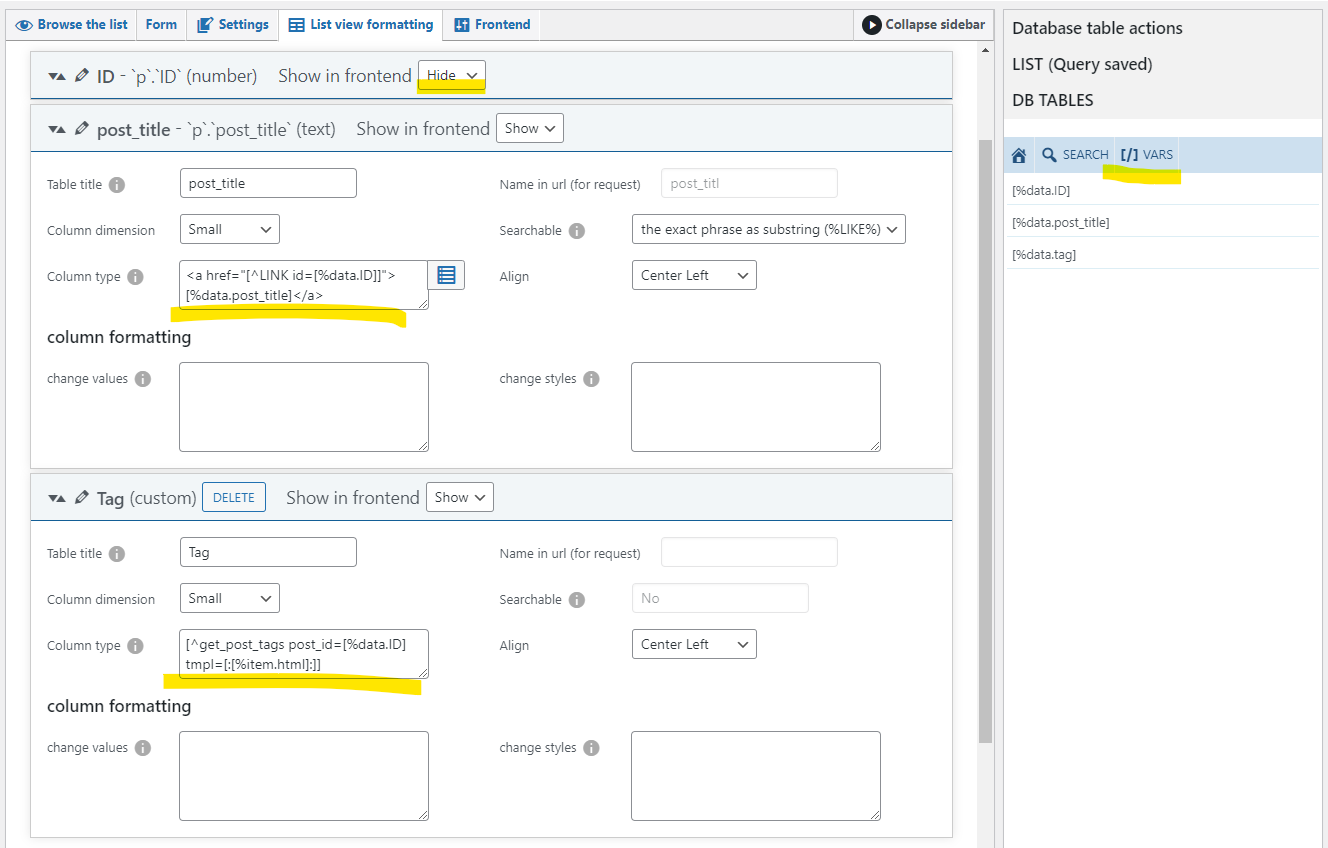 Browse the list Form Settings List view formatting Frontend Collapse sidebar
ID - `p`.`ID` (number) Show in frontend Hide
post_title - `p`.`post_title` (text) Show in frontend Show
Table title post_title Name in url (for request) post_titl
Column dimension Small Searchable the exact phrase as substring (%LIKE%)
Column type <a href="[^LINK id=[%data.ID]]"> Align Center Left
[%data.post_title]</a>
column formatting
change values change styles
Tag (custom) DELETE Show in frontend Show
Table title Tag Name in url (for request)
Column dimension Small Searchable No
Column type [^get_post_tags post_id=[%data.ID] Align Center Left
tmpl=[:[%item.html]:]]
column formatting
change values change styles
Database table actions
LIST (Query saved)
DB TABLES
SEARCH [/] VARS
[%data.ID]
[%data.post_title]
[%data.tag]